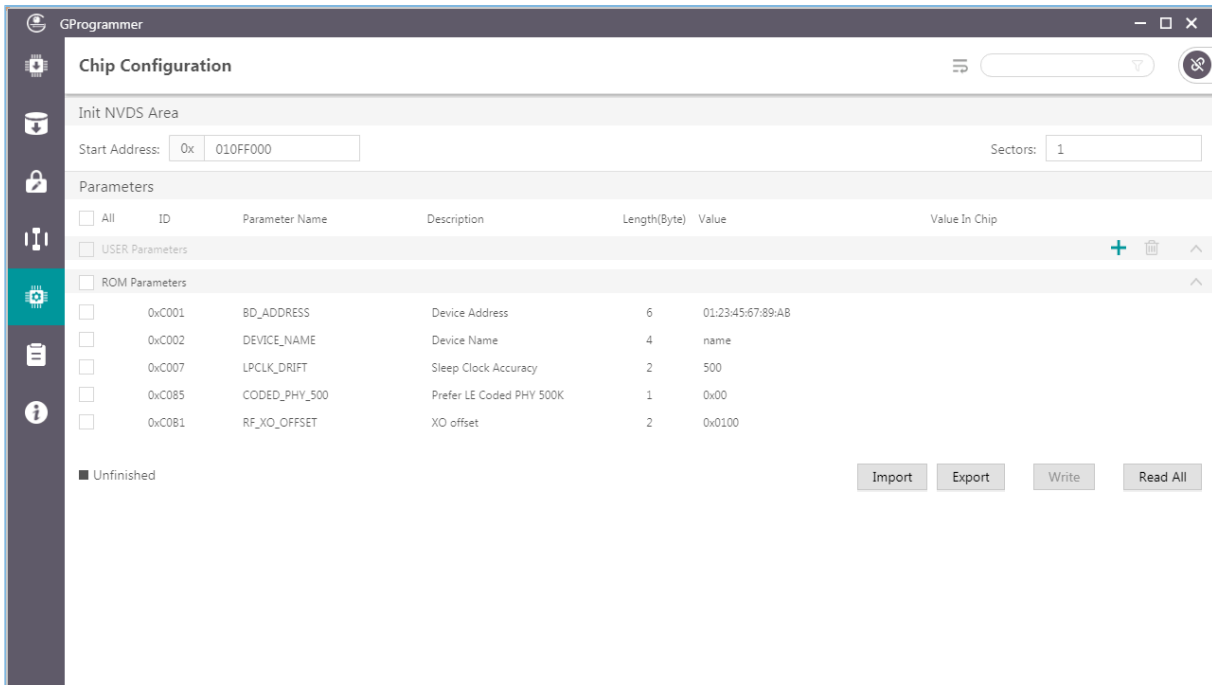 GProgrammer
Chip Configuration
Init NVDS Area
Start Address: 0x 010FF000 Sectors: 1
Parameters
All ID Parameter Name Description Length(Byte) Value Value In Chip
USER Parameters
ROM Parameters
0xC001 BD_ADDRESS Device Address 6 01:23:45:67:89:AB
0xC002 DEVICE_NAME Device Name 4 name
0xC007 LPCLK_DRIFT Sleep Clock Accuracy 2 500
0xC085 CODED_PHY_500 Prefer LE Coded PHY 500K 1 0x00
0xC0B1 RF_XO_OFFSET XO offset 2 0x0100
Unfinished Import Export Write Read All